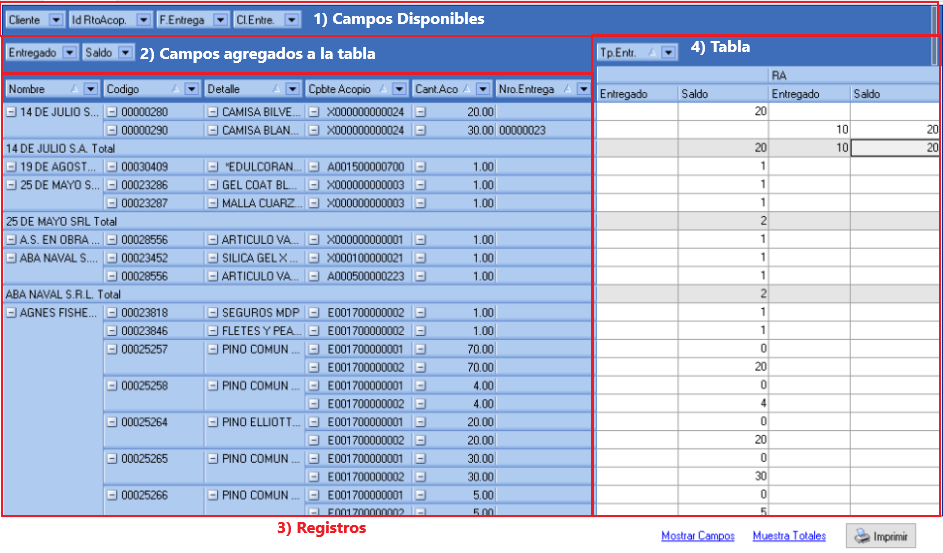 Cliente Id RtoAcop. F.Entrega Cl.Entre. 1) Campos Disponibles
Entregado Saldo 2) Campos agregados a la tabla Tp.Entr. 4) Tabla
RA
Nombre Codigo Detalle Cpbte Acopio Cant.Aco Nro.Entrega Entregado Saldo Entregado Saldo
14 DE JULIO S... 00000280 CAMISA BILVE... X000000000024 20.00 20
00000290 CAMISA BLAN... X000000000024 30.00 00000023 10 20
14 DE JULIO S.A. Total 20 10 20
19 DE AGOST... 00030409 *EDULCORAN... A001500000700 1.00 1
25 DE MAYO S... 00023286 GEL COAT BL... X000000000003 1.00 1
00023287 MALLA CUARZ... X000000000003 1.00 1
25 DE MAYO SRL Total 2
A.S. EN OBRA ... 00028556 ARTICULO VA... X000000000001 1.00 1
ABA NAVAL S.... 00023452 SILICA GEL X ... X000100000021 1.00 1
00028556 ARTICULO VA... A000500000223 1.00 1
ABA NAVAL S.R.L. Total 2
AGNES FISHE... 00023818 SEGUROS MDP E001700000002 1.00 1
00023846 FLETES Y PEA... E001700000002 1.00 1
00025257 PINO COMUN ... E001700000001 70.00 0
E001700000002 70.00 20
00025258 PINO COMUN ... E001700000001 4.00 0
E001700000002 4.00 4
00025264 PINO ELLIOTT... E001700000001 20.00 0
E001700000002 20.00 20
00025265 PINO COMUN ... E001700000001 30.00 0
E001700000002 30.00 30
00025266 PINO COMUN ... E001700000001 5.00 0
E001700000002 5.00 5
3) Registros
Mostrar Campos Muestra Totales Imprimir